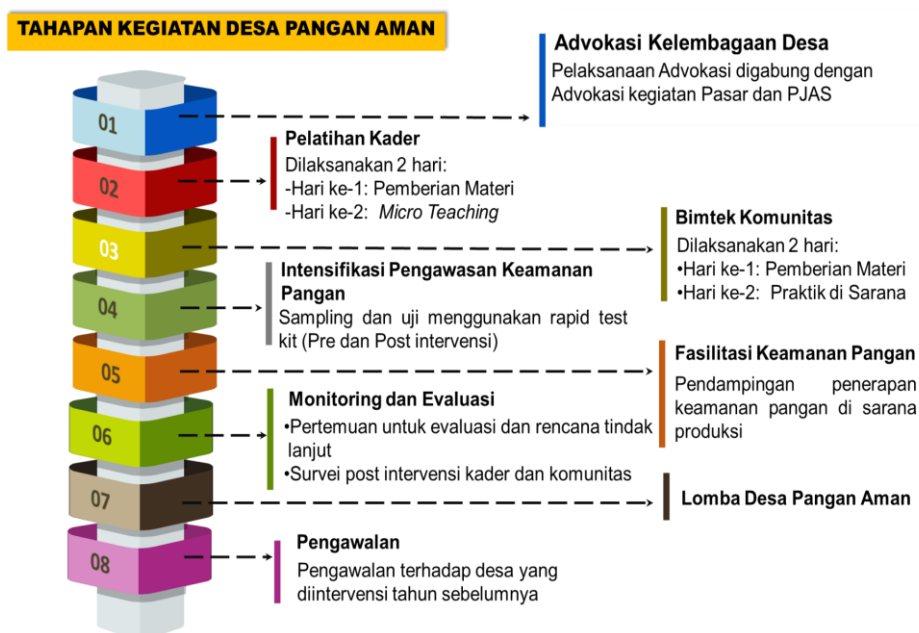 TAHAPAN KEGIATAN DESA PANGAN AMAN
01
Advokasi Kelembagaan Desa
Pelaksanaan Advokasi digabung dengan
Advokasi kegiatan Pasar dan PJAS
02
Pelatihan Kader
Dilaksanakan 2 hari:
-Hari ke-1: Pemberian Materi
-Hari ke-2: Micro Teaching
03
Bimtek Komunitas
Dilaksanakan 2 hari:
•Hari ke-1: Pemberian Materi
•Hari ke-2: Praktik di Sarana
04
Intensifikasi Pengawasan Keamanan
Pangan
Sampling dan uji menggunakan rapid test
kit (Pre dan Post intervensi)
05
Fasilitasi Keamanan Pangan
Pendampingan penerapan
keamanan pangan di sarana
produksi
06
Monitoring dan Evaluasi
•Pertemuan untuk evaluasi dan rencana tindak
lanjut
•Survei post intervensi kader dan komunitas
07
Lomba Desa Pangan Aman
08
Pengawalan
Pengawalan terhadap desa yang
diintervensi tahun sebelumnya